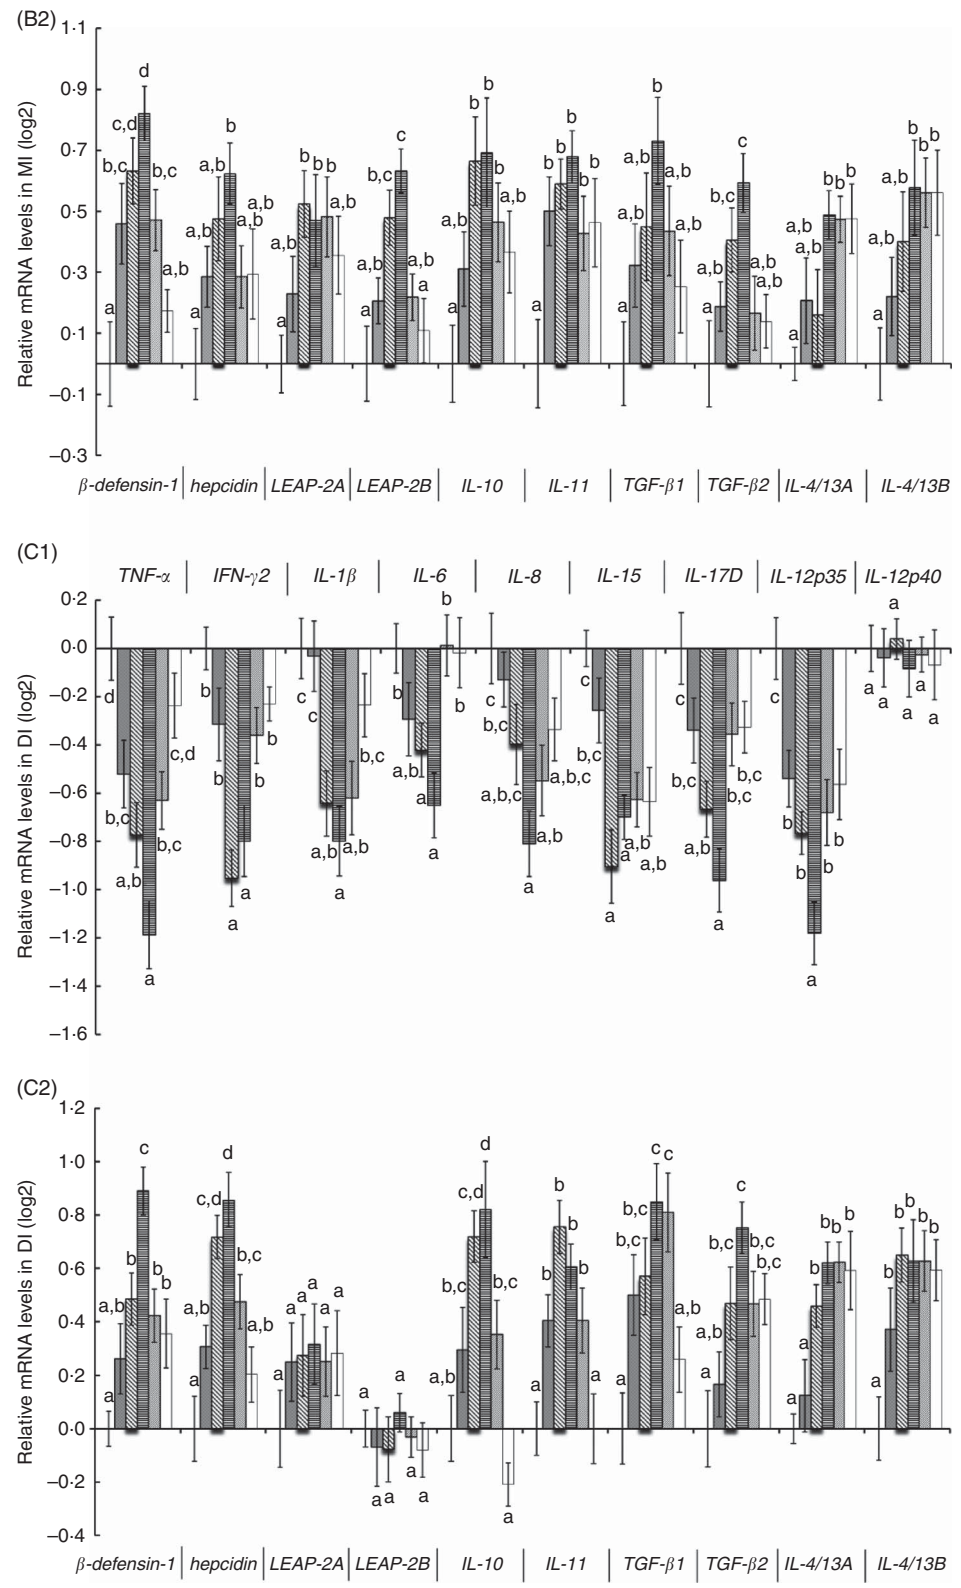 (B2)
Relative mRNA levels in MI (log2)
1·1
0·9
0·7
0·5
0·3
0·1
–0·1
–0·3
a b,c c,d d b,c a,b
a a,b a,b b a,b a,b
a a,b b b b a,b
a a,b b,c c a,b a
a a,b b b b a,b
a b b b b b
a a,b a,b b a,b a,b
a a,b b,c c a,b a,b
a a,b a,b b b b
a a,b a,b b b b
β-defensin-1 hepcidin LEAP-2A LEAP-2B IL-10 IL-11 TGF-β1 TGF-β2 IL-4/13A IL-4/13B
(C1)
TNF-α IFN-γ2 IL-1β IL-6 IL-8 IL-15 IL-17D IL-12p35 IL-12p40
Relative mRNA levels in DI (log2)
0·2
0·0
–0·2
–0·4
–0·6
–0·8
–1·0
–1·2
–1·4
–1·6
d b,c a,b a b,c c,d
b b a a b b
c c a,b a a,b b,c
b a,b a a b b
c b,c a,b,c a a,b a,b,c
c b,c a a a,b a,b
c b,c a,b a b,c b,c
c b b a b b
a a a a a a
(C2)
Relative mRNA levels in DI (log2)
1·2
1·0
0·8
0·6
0·4
0·2
0·0
–0·2
–0·4
a a,b b c b b
a a,b c,d d b,c a,b
a a a a a
a a a a a a
a,b b,c c,d d b,c a
a b b b b a
a b,c b,c c c a,b
a a,b b,c c b,c b,c
a a b b b b
a b b b b b
β-defensin-1 hepcidin LEAP-2A LEAP-2B IL-10 IL-11 TGF-β1 TGF-β2 IL-4/13A IL-4/13B